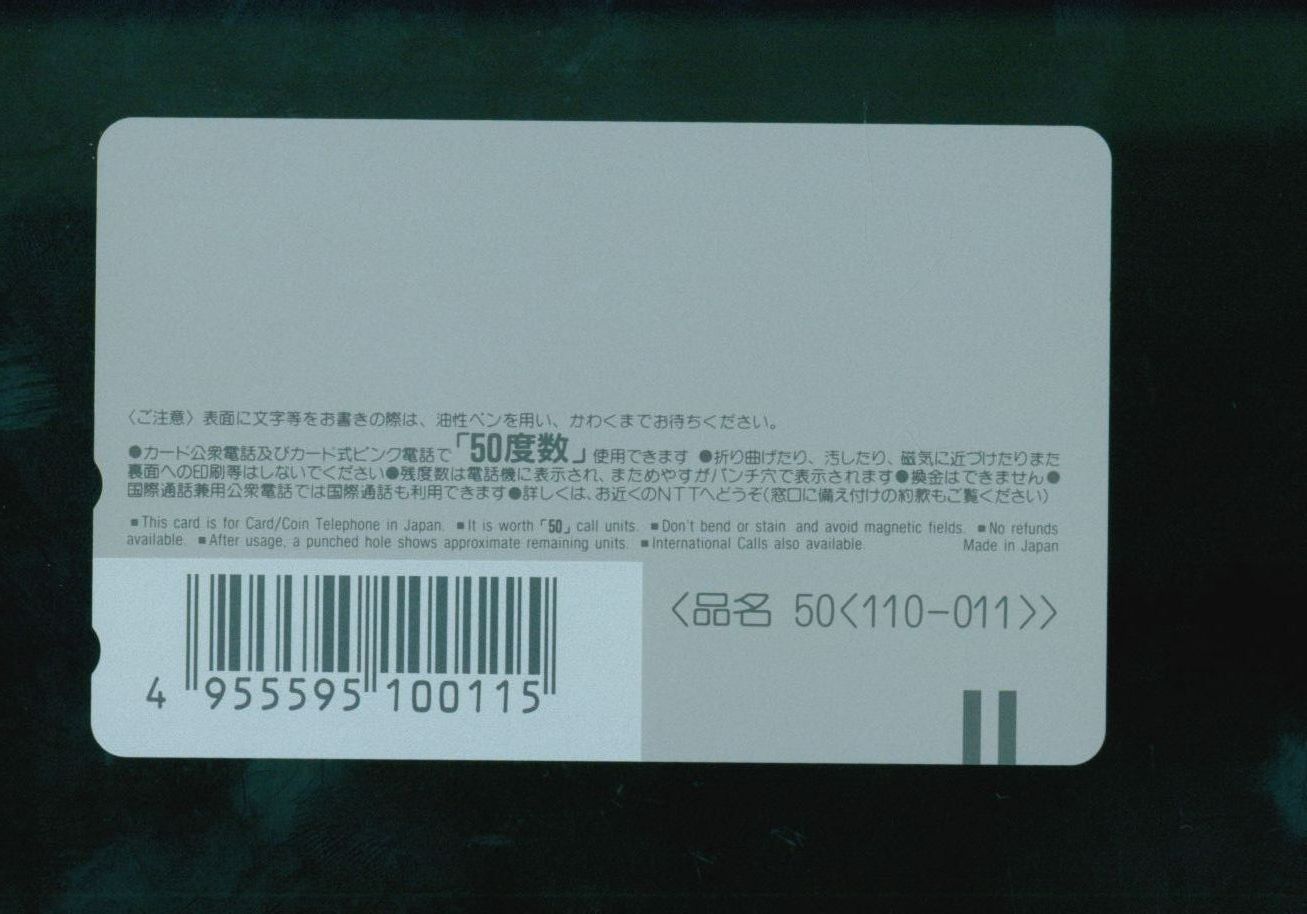 〈ご注意〉表面に文字等をお書きの際は、油性ペンを用い、かわくまでお待ちください。
●カード公衆電話及びカード式ピンク電話で「50度数」使用できます ●折り曲げたり、汚したり、磁気に近づけたりまた
裏面への印刷等はしないでください●残度数は電話機に表示され、まためやすがパンチ穴で表示されます●換金はできません●
国際通話兼用公衆電話では国際通話も利用できます●詳しくは、お近くのNTTへどうぞ(窓口に備え付けの約款もご覧ください)
■This card is for Card/Coin Telephone in Japan. ■It is worth「50」call units. ■Don't bend or stain and avoid magnetic fields. ■No refunds
available. ■After usage, a punched hole shows approximate remaining units. ■International Calls also available. Made in Japan
〈品名 50〈110-011〉〉
4 955595 100115